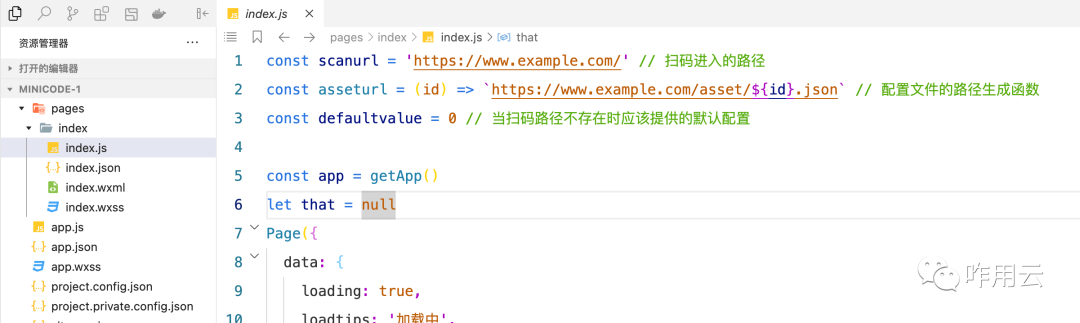 index.js
资源管理器
打开的编辑器
MINICODE-1
pages
index
index.js
index.json
index.wxml
index.wxss
app.js
app.json
app.wxss
project.config.json
project.private.config.json
pages > index > index.js > that
1 const scanurl = 'https://www.example.com/' // 扫码进入的路径
2 const asseturl = (id) => `https://www.example.com/asset/${id}.json` // 配置文件的路径生成函数
3 const defaultvalue = 0 // 当扫码路径不存在时应该提供的默认配置
4
5 const app = getApp()
6 let that = null
7 Page({
8 data: {
9 loading: true,
10 loadtips: '加载中',
咋用云